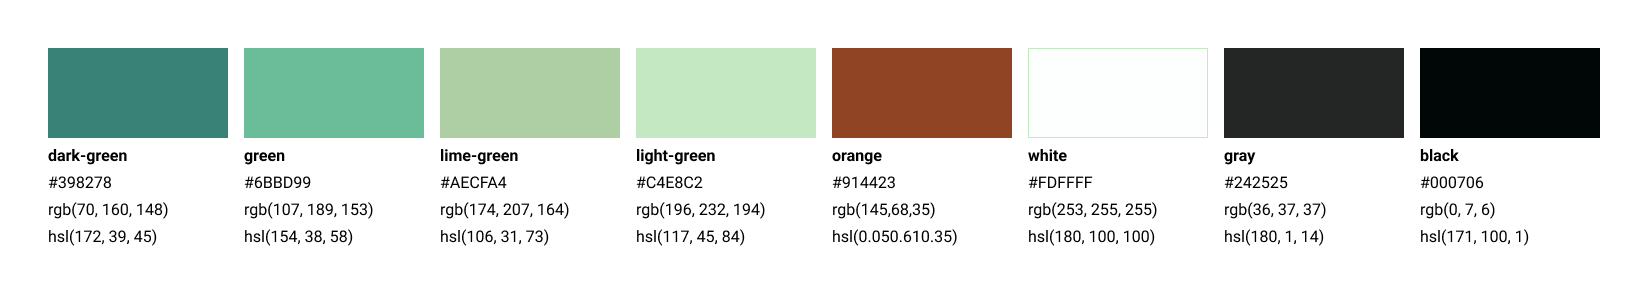 dark-green
#398278
rgb(70, 160, 148)
hsl(172, 39, 45)
green
#6BBD99
rgb(107, 189, 153)
hsl(154, 38, 58)
lime-green
#AECFA4
rgb(174, 207, 164)
hsl(106, 31, 73)
light-green
#C4E8C2
rgb(196, 232, 194)
hsl(117, 45, 84)
orange
#914423
rgb(145,68,35)
hsl(0.050.610.35)
white
#FDFFFF
rgb(253, 255, 255)
hsl(180, 100, 100)
gray
#242525
rgb(36, 37, 37)
hsl(180, 1, 14)
black
#000706
rgb(0, 7, 6)
hsl(171, 100, 1)